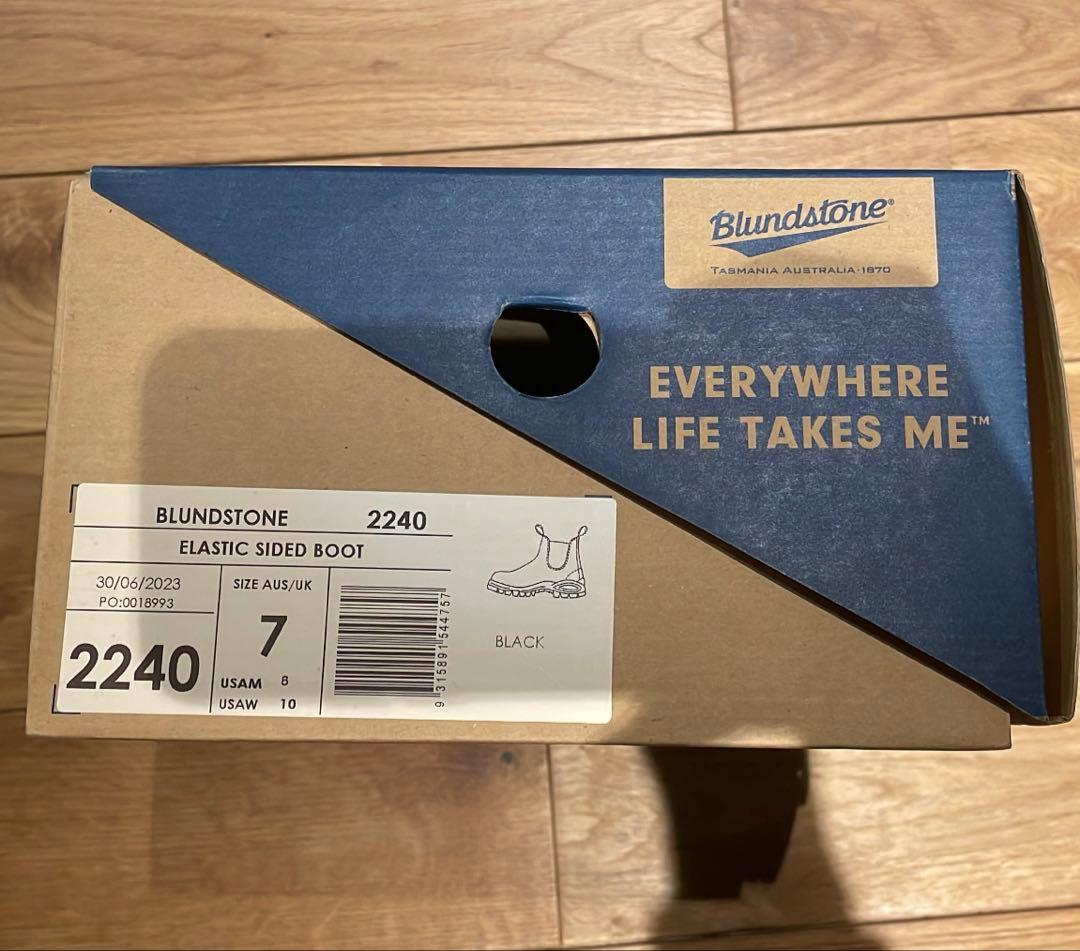 Blundstone®
TASMANIA AUSTRALIA·1870
EVERYWHERE
LIFE TAKES ME™
BLUNDSTONE 2240
ELASTIC SIDED BOOT
30/06/2023
PO:0018993
2240
SIZE AUS/UK
7
USAM 8
USAW 10
9 315891 544757
BLACK